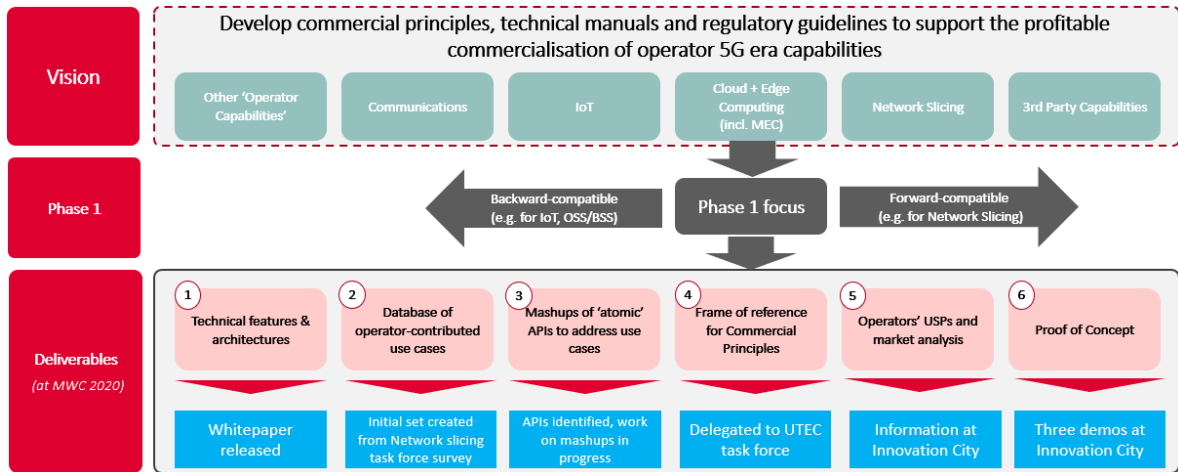 Develop commercial principles, technical manuals and regulatory guidelines to support the profitable
commercialisation of operator 5G era capabilities
Vision
Other ‘Operator
Capabilities’
Communications
IoT
Cloud + Edge
Computing
(incl. MEC)
Network Slicing
3rd Party Capabilities
Phase 1
Backward-compatible
(e.g. for IoT, OSS/BSS)
Phase 1 focus
Forward-compatible
(e.g. for Network Slicing)
Deliverables
(at MWC 2020)
1
Technical features &
architectures
2
Database of
operator-contributed
use cases
3
Mashups of ‘atomic’
APIs to address use
cases
4
Frame of reference
for Commercial
Principles
5
Operators’ USPs and
market analysis
6
Proof of Concept
Whitepaper
released
Initial set created
from Network slicing
task force survey
APIs identified, work
on mashups in
progress
Delegated to UTEC
task force
Information at
Innovation City
Three demos at
Innovation City